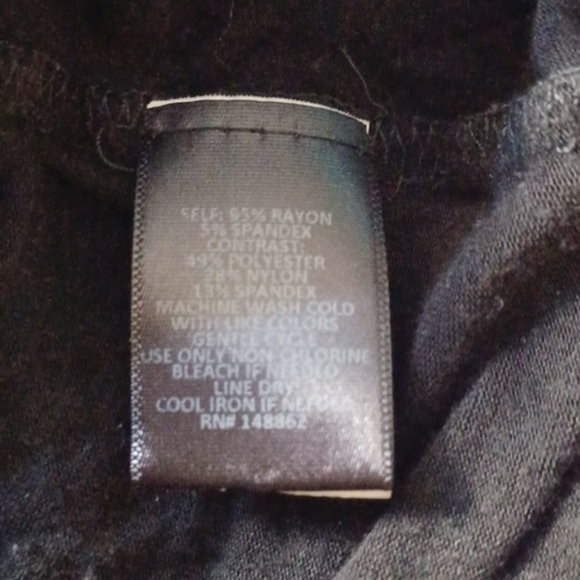 SELF: 95% RAYON
5% SPANDEX
CONTRAST:
49% POLYESTER
28% NYLON
13% SPANDEX
MACHINE WASH COLD
WITH LIKE COLORS
GENTLE CYCLE
USE ONLY NON-CHLORINE
BLEACH IF NEEDED
LINE DRY
COOL IRON IF NEEDED
RN# 148862